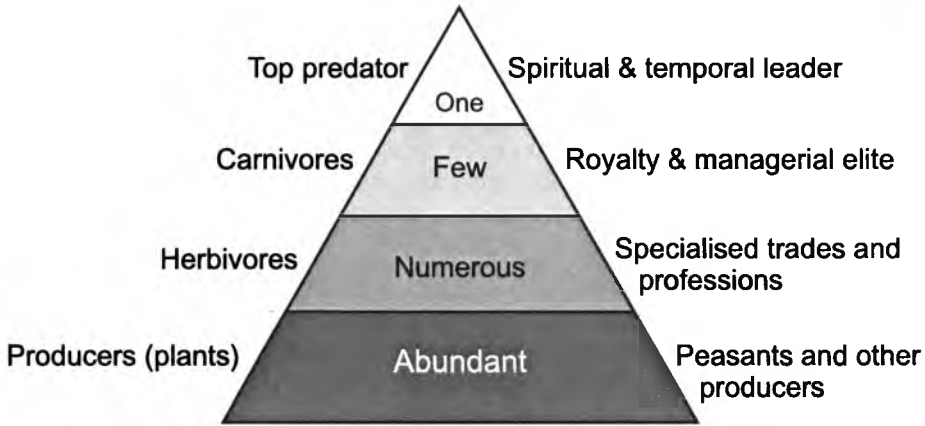 Top predator
Spiritual & temporal leader
One
Carnivores
Few
Royalty & managerial elite
Herbivores
Numerous
Specialised trades and
professions
Producers (plants)
Abundant
Peasants and other
producers